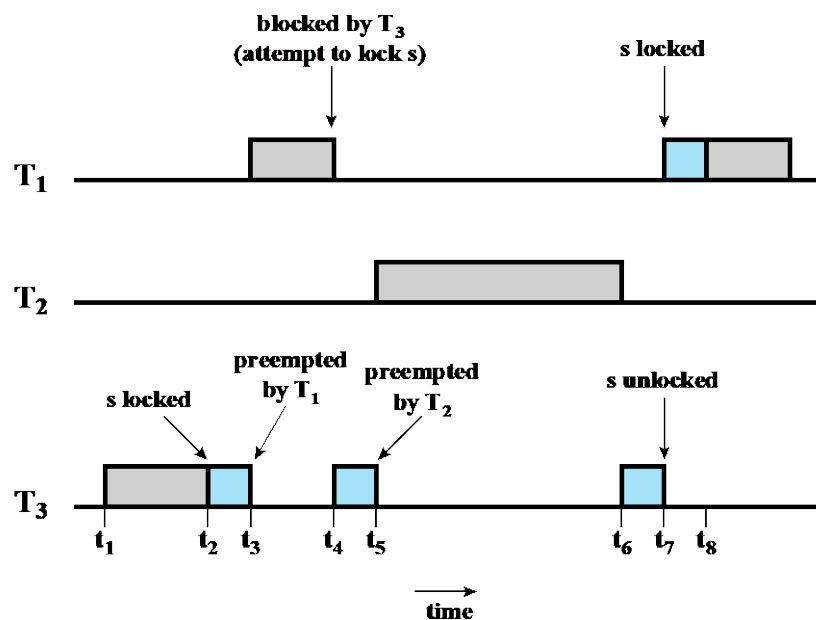 blocked by T3
(attempt to lock s)
s locked
T1
T2
preempted
by T1
preempted
by T2
s locked
s unlocked
T3
t1 t2 t3 t4 t5 t6 t7 t8
time